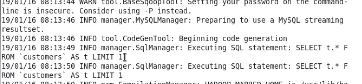 19/01/16 08:13:44 WARN tool.BaseSqoopTool: Setting your password on the command-
line is insecure. Consider using -P instead.
19/01/16 08:13:46 INFO manager.MySQLManager: Preparing to use a MySQL streaming
resultset.
19/01/16 08:13:46 INFO tool.CodeGenTool: Beginning code generation
19/01/16 08:13:49 INFO manager.SqlManager: Executing SQL statement: SELECT t.* F
ROM `customers` AS t LIMIT 1
19/01/16 08:13:49 INFO manager.SqlManager: Executing SQL statement: SELECT t.* F
ROM `customers` AS t LIMIT 1